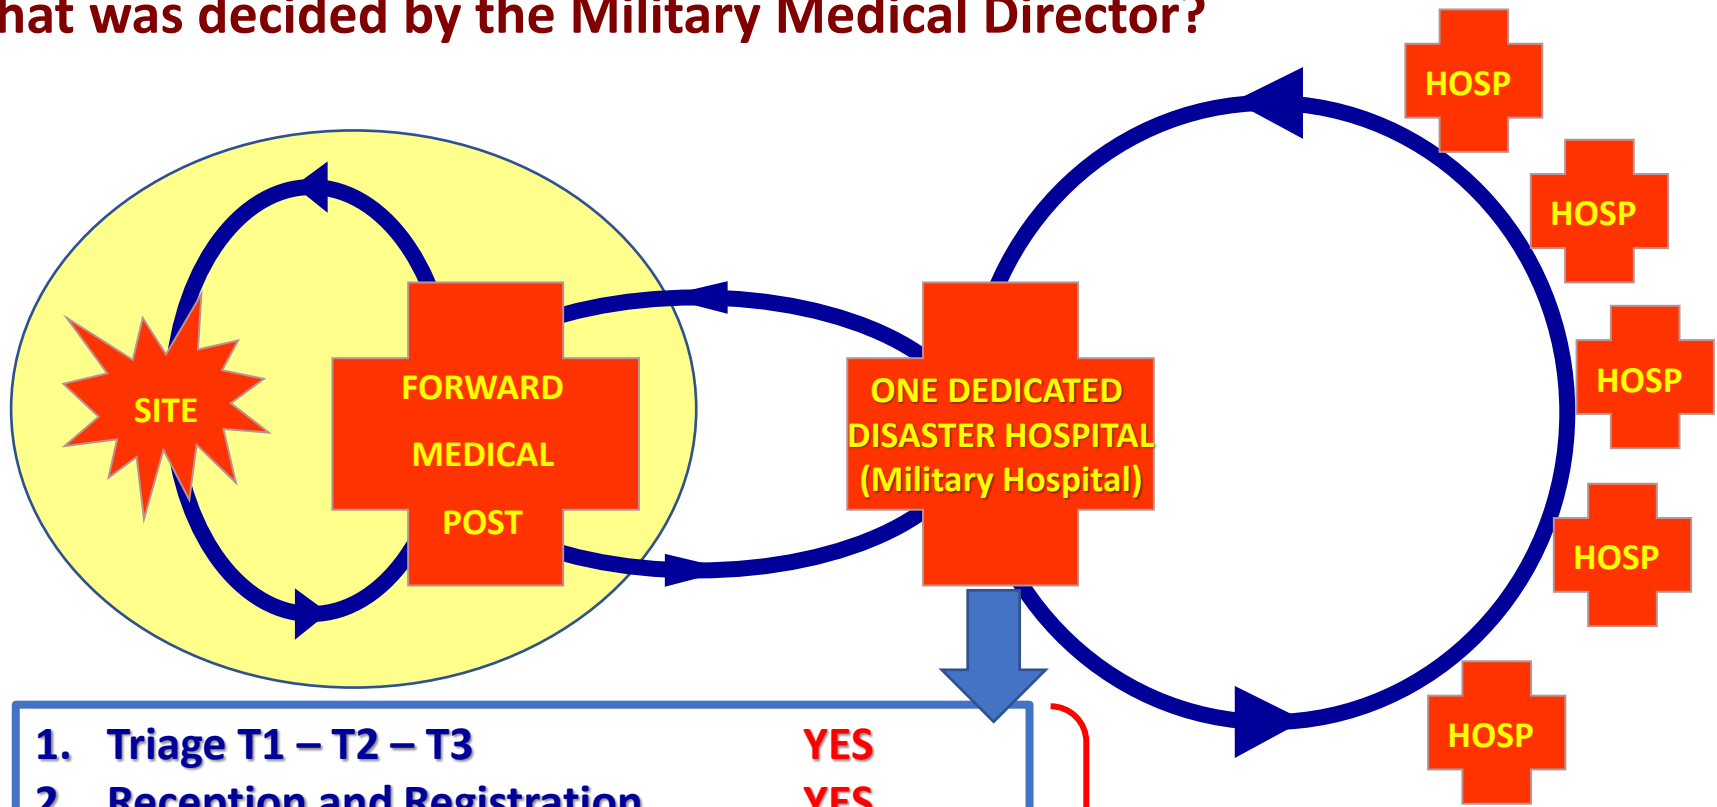 hat was decided by the Military Medical Director?
HOSP
HOSP
HOSP
HOSP
HOSP
SITE
FORWARD
MEDICAL
POST
ONE DEDICATED
DISASTER HOSPITAL
(Military Hospital)
1. Triage T1 – T2 – T3 YES
2. Reception and Registration YES